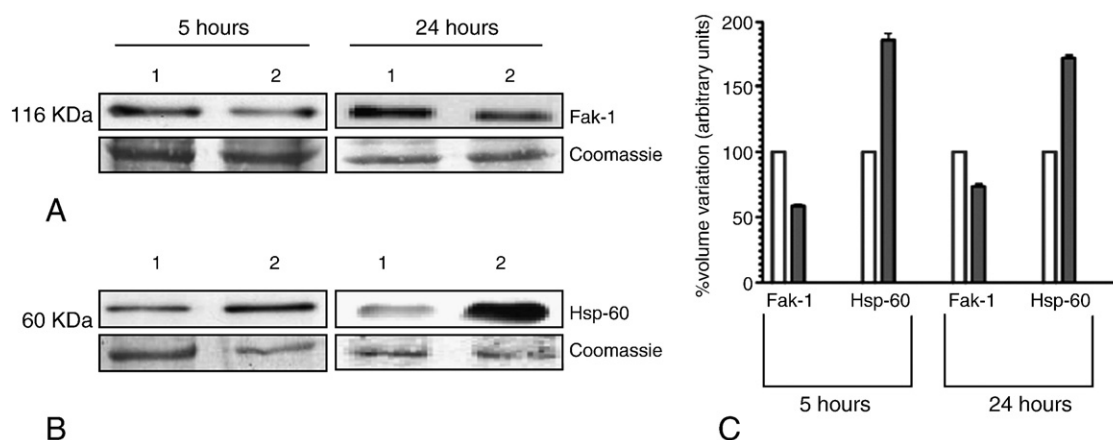 5 hours 24 hours
1 2 1 2
116 KDa Fak-1
Coomassie
A
1 2 1 2
60 KDa Hsp-60
Coomassie
B
%volume variation (arbitrary units)
200
150
100
50
0
Fak-1 Hsp-60 Fak-1 Hsp-60
5 hours 24 hours
C